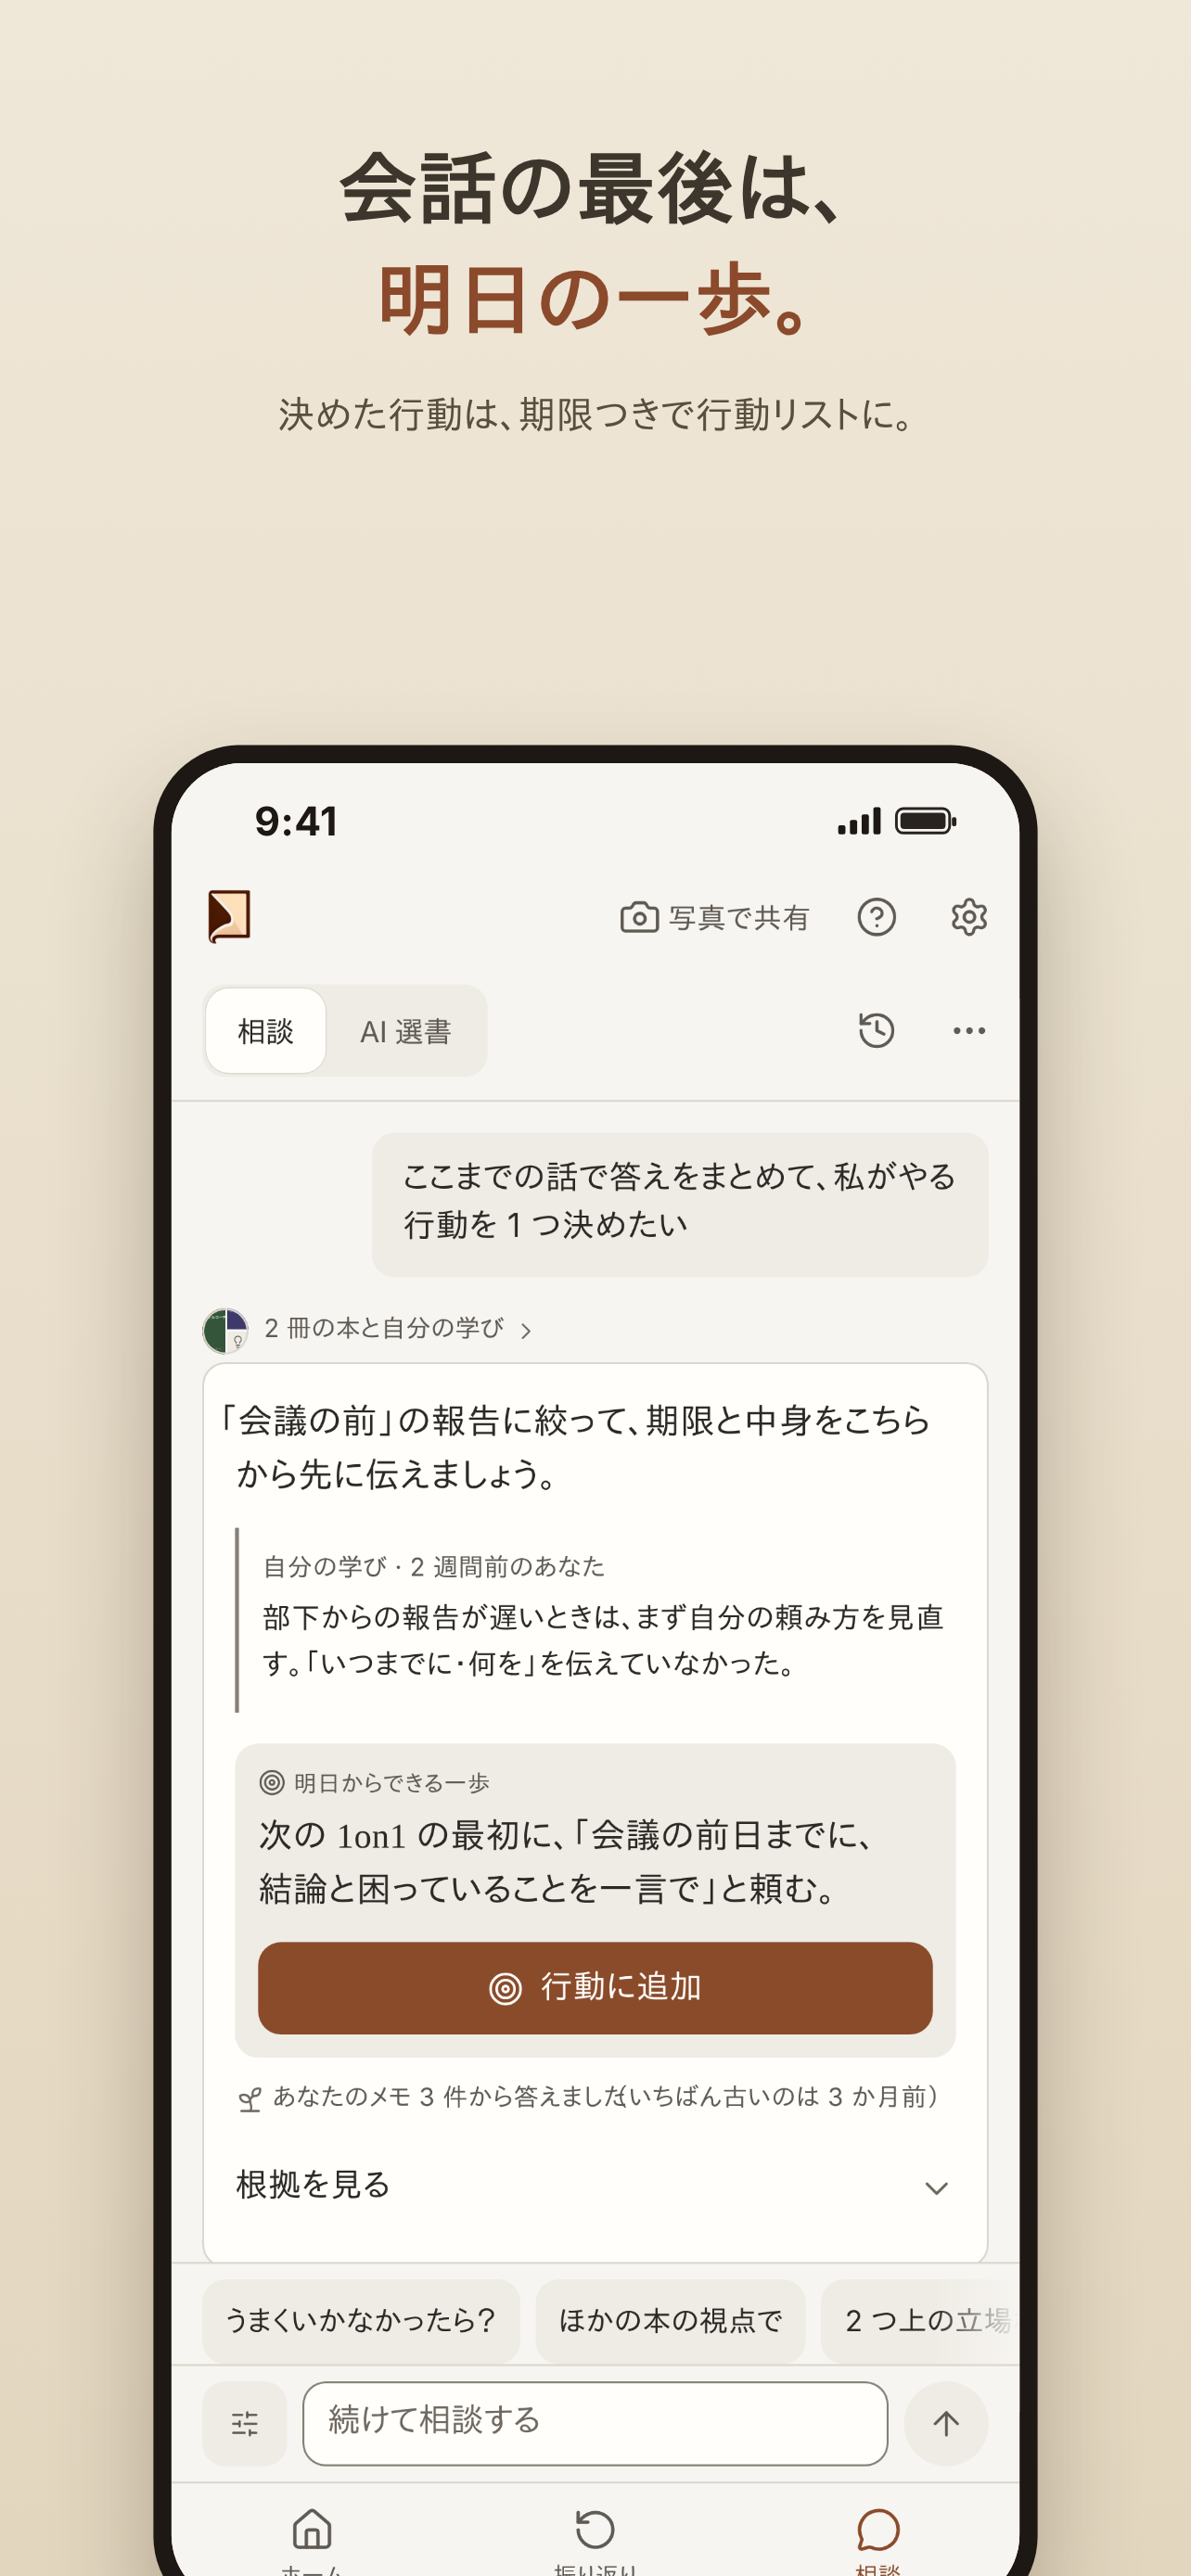 会話の最後は、
明日の一歩。
決めた行動は、期限つきで行動リストに。
9:41
写真で共有
相談
AI 選書
ここまでの話で答えをまとめて、私がやる
行動を 1 つ決めたい
2 冊の本と自分の学び
「会議の前」の報告に絞って、期限と中身をこちら
から先に伝えましょう。
自分の学び · 2 週間前のあなた
部下からの報告が遅いときは、まず自分の頼み方を見直
す。「いつまでに・何を」を伝えていなかった。
明日からできる一歩
次の 1on1 の最初に、「会議の前日までに、
結論と困っていることを一言で」と頼む。
行動に追加
あなたのメモ 3 件から答えました（いちばん古いのは 3 か月前）
根拠を見る
うまくいかなかったら?
ほかの本の視点で
2 つ上の立場
続けて相談する
ホーム
振り返り
相談